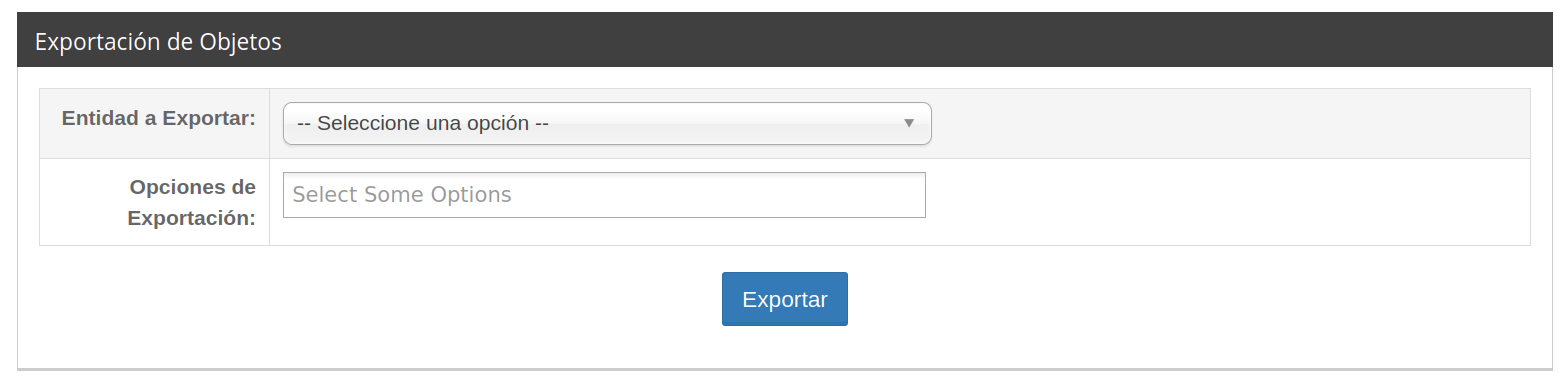 Exportación de Objetos
Entidad a Exportar:
-- Seleccione una opción --
Opciones de
Exportación:
Select Some Options
Exportar